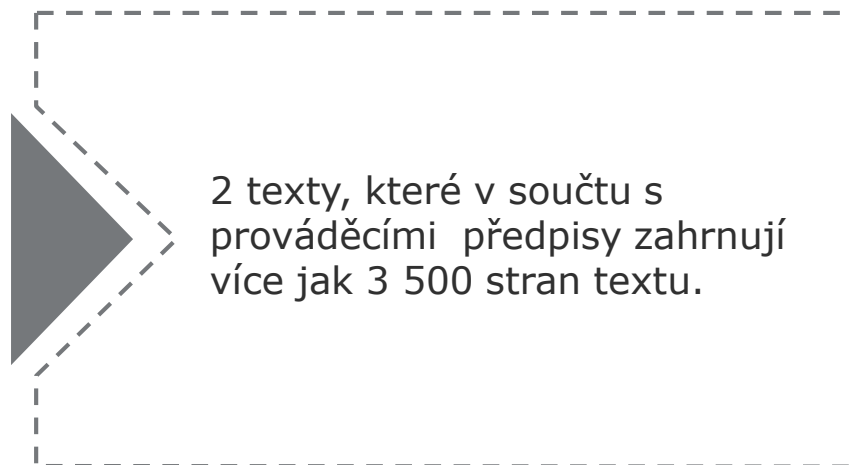 2 texty, které v součtu s
prováděcími  předpisy zahrnují
více jak 3 500 stran textu.